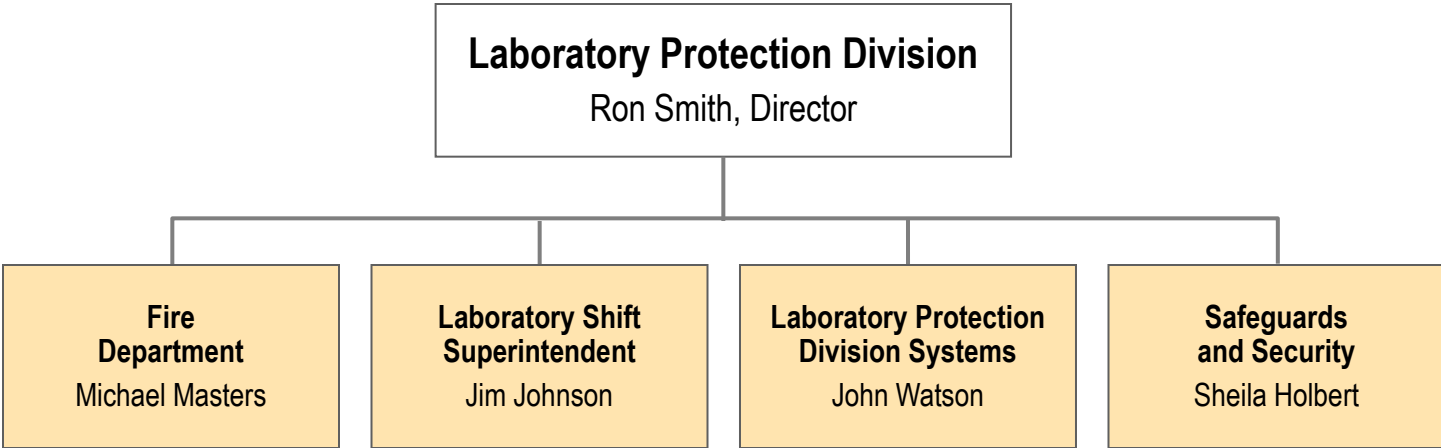 Laboratory Protection Division
Ron Smith, Director
Fire
Department
Michael Masters
Laboratory Shift
Superintendent
Jim Johnson
Laboratory Protection
Division Systems
John Watson
Safeguards
and Security
Sheila Holbert